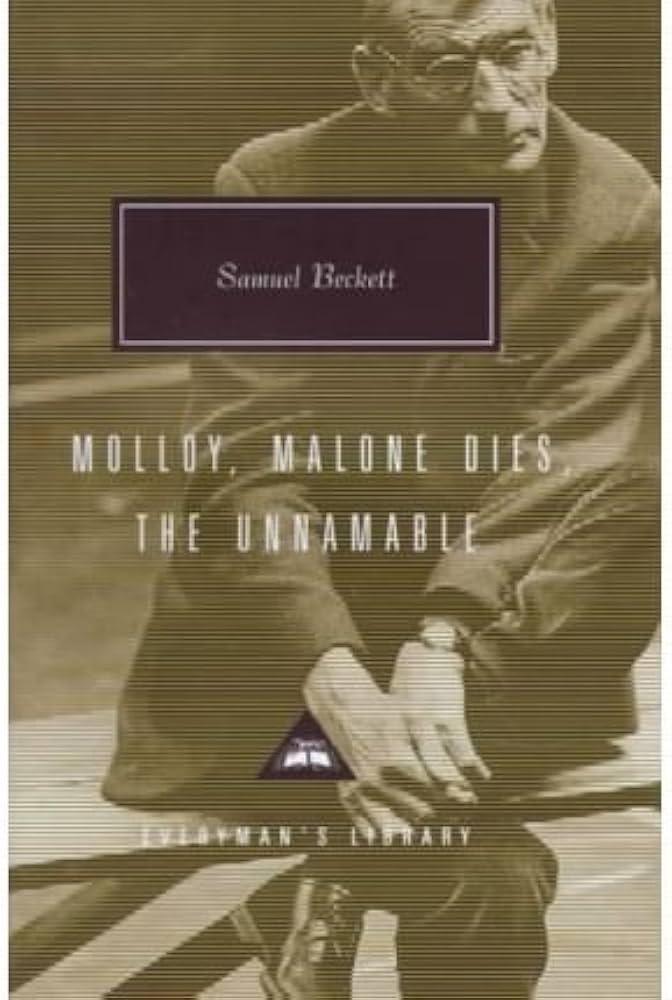 Samuel Beckett
MOLLOY, MALONE DIES,
THE UNNAMABLE
EVERYMAN'S LIBRARY